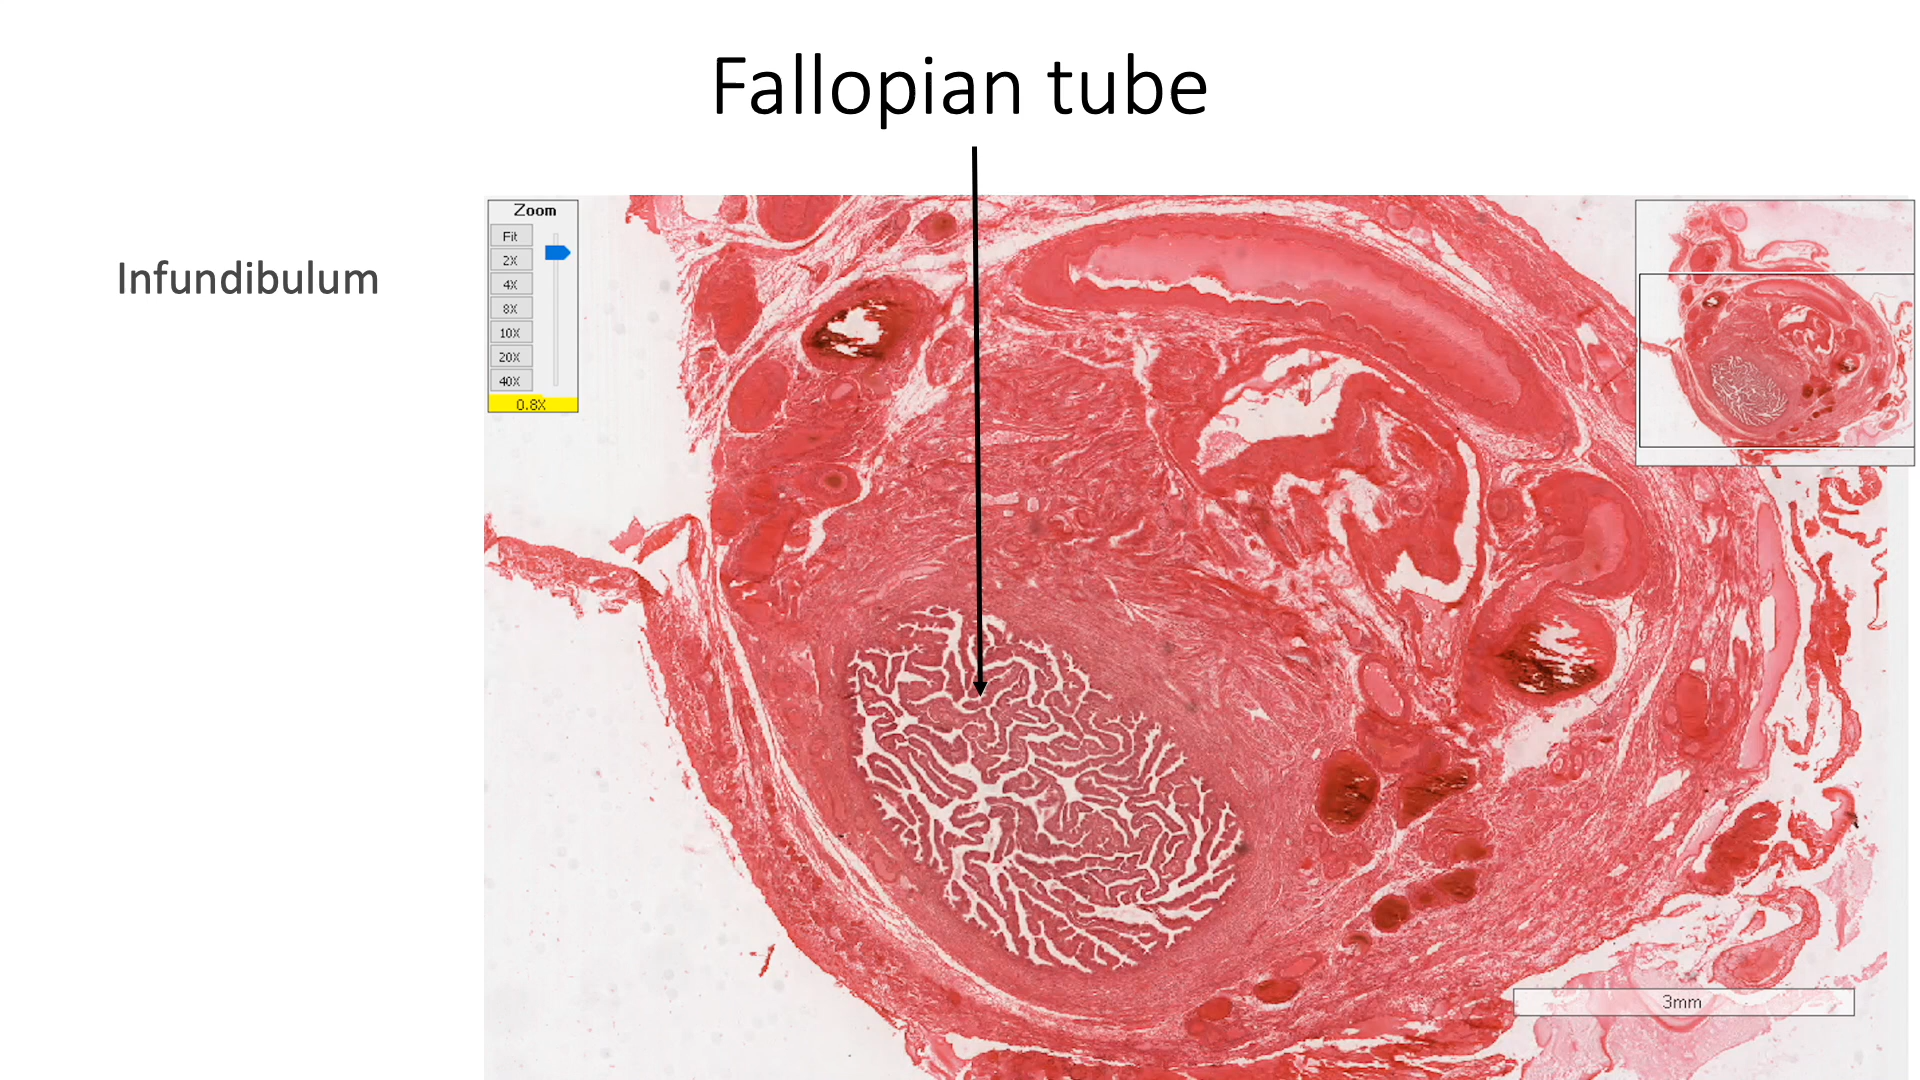 Fallopian tube
Infundibulum
Zoom
Fit
2X
4X
8X
10X
20X
40X
0.8X
3mm